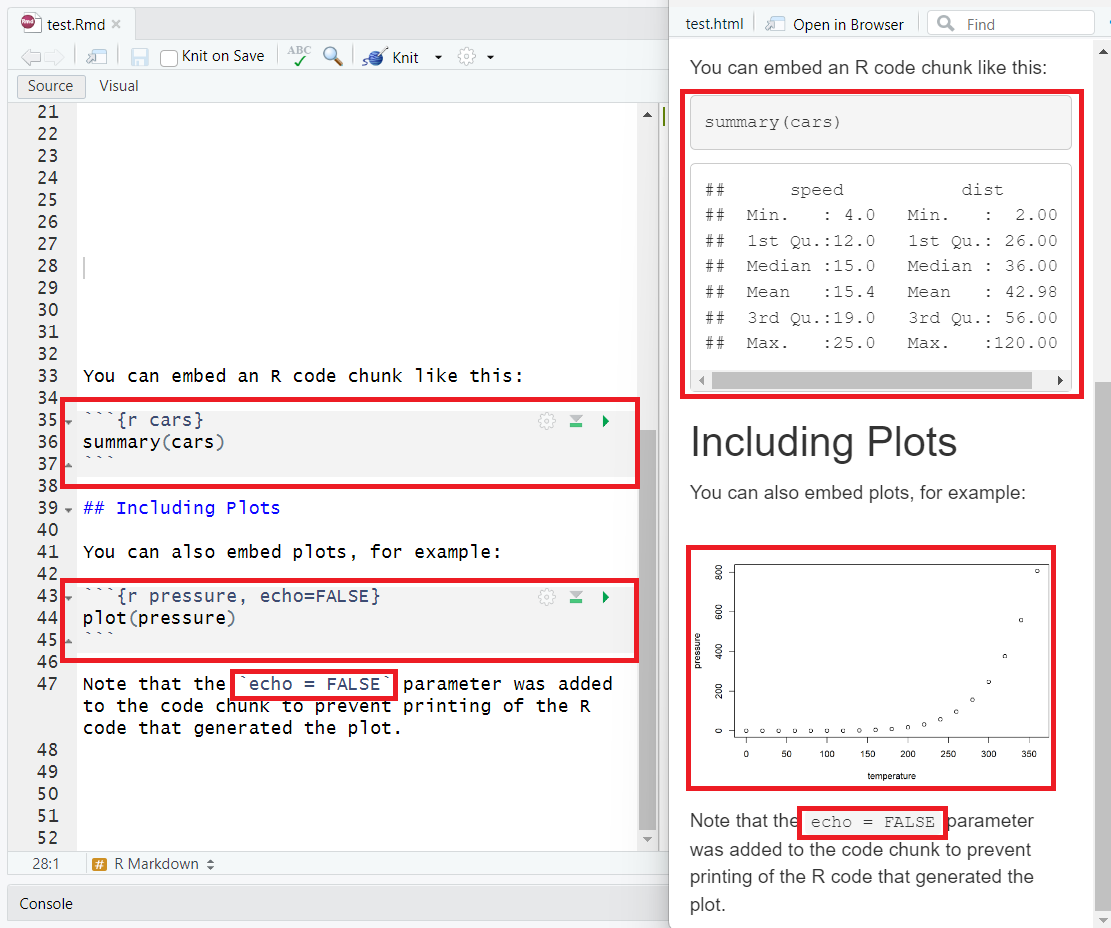 test.Rmd
Knit on Save
ABC
Knit
Source
Visual
21
22
23
24
25
26
27
28
29
30
31
32
33 You can embed an R code chunk like this:
34
35 ```{r cars}
36 summary(cars)
37 ```
38
39 ## Including Plots
40
41 You can also embed plots, for example:
42
43 ```{r pressure, echo=FALSE}
44 plot(pressure)
45 ```
46
47 Note that the `echo = FALSE` parameter was added
to the code chunk to prevent printing of the R
code that generated the plot.
48
49
50
51
52
28:1
# R Markdown
Console
test.html
Open in Browser
Find
You can embed an R code chunk like this:
summary(cars)
## speed dist
## Min. : 4.0 Min. : 2.00
## 1st Qu.:12.0 1st Qu.: 26.00
## Median :15.0 Median : 36.00
## Mean :15.4 Mean : 42.98
## 3rd Qu.:19.0 3rd Qu.: 56.00
## Max. :25.0 Max. :120.00
Including Plots
You can also embed plots, for example:
800
600
400
200
0
pressure
0 50 100 150 200 250 300 350
temperature
Note that the echo = FALSE parameter
was added to the code chunk to prevent
printing of the R code that generated the
plot.